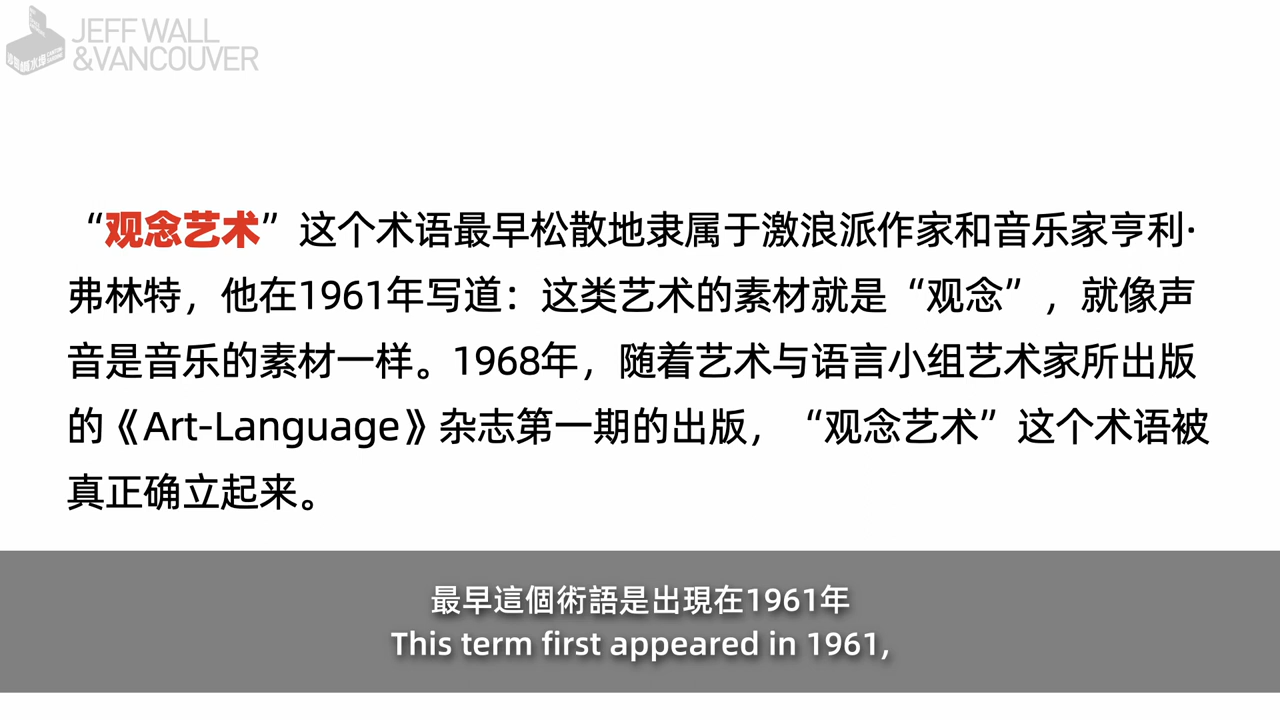 JEFF WALL
&VANCOUVER
“观念艺术”这个术语最早松散地隶属于激浪派作家和音乐家亨利·
弗林特，他在1961年写道：这类艺术的素材就是“观念”，就像声
音是音乐的素材一样。1968年，随着艺术与语言小组艺术家所出版
的《Art-Language》杂志第一期的出版，“观念艺术”这个术语被
真正确立起来。
最早這個術語是出現在1961年
This term first appeared in 1961,